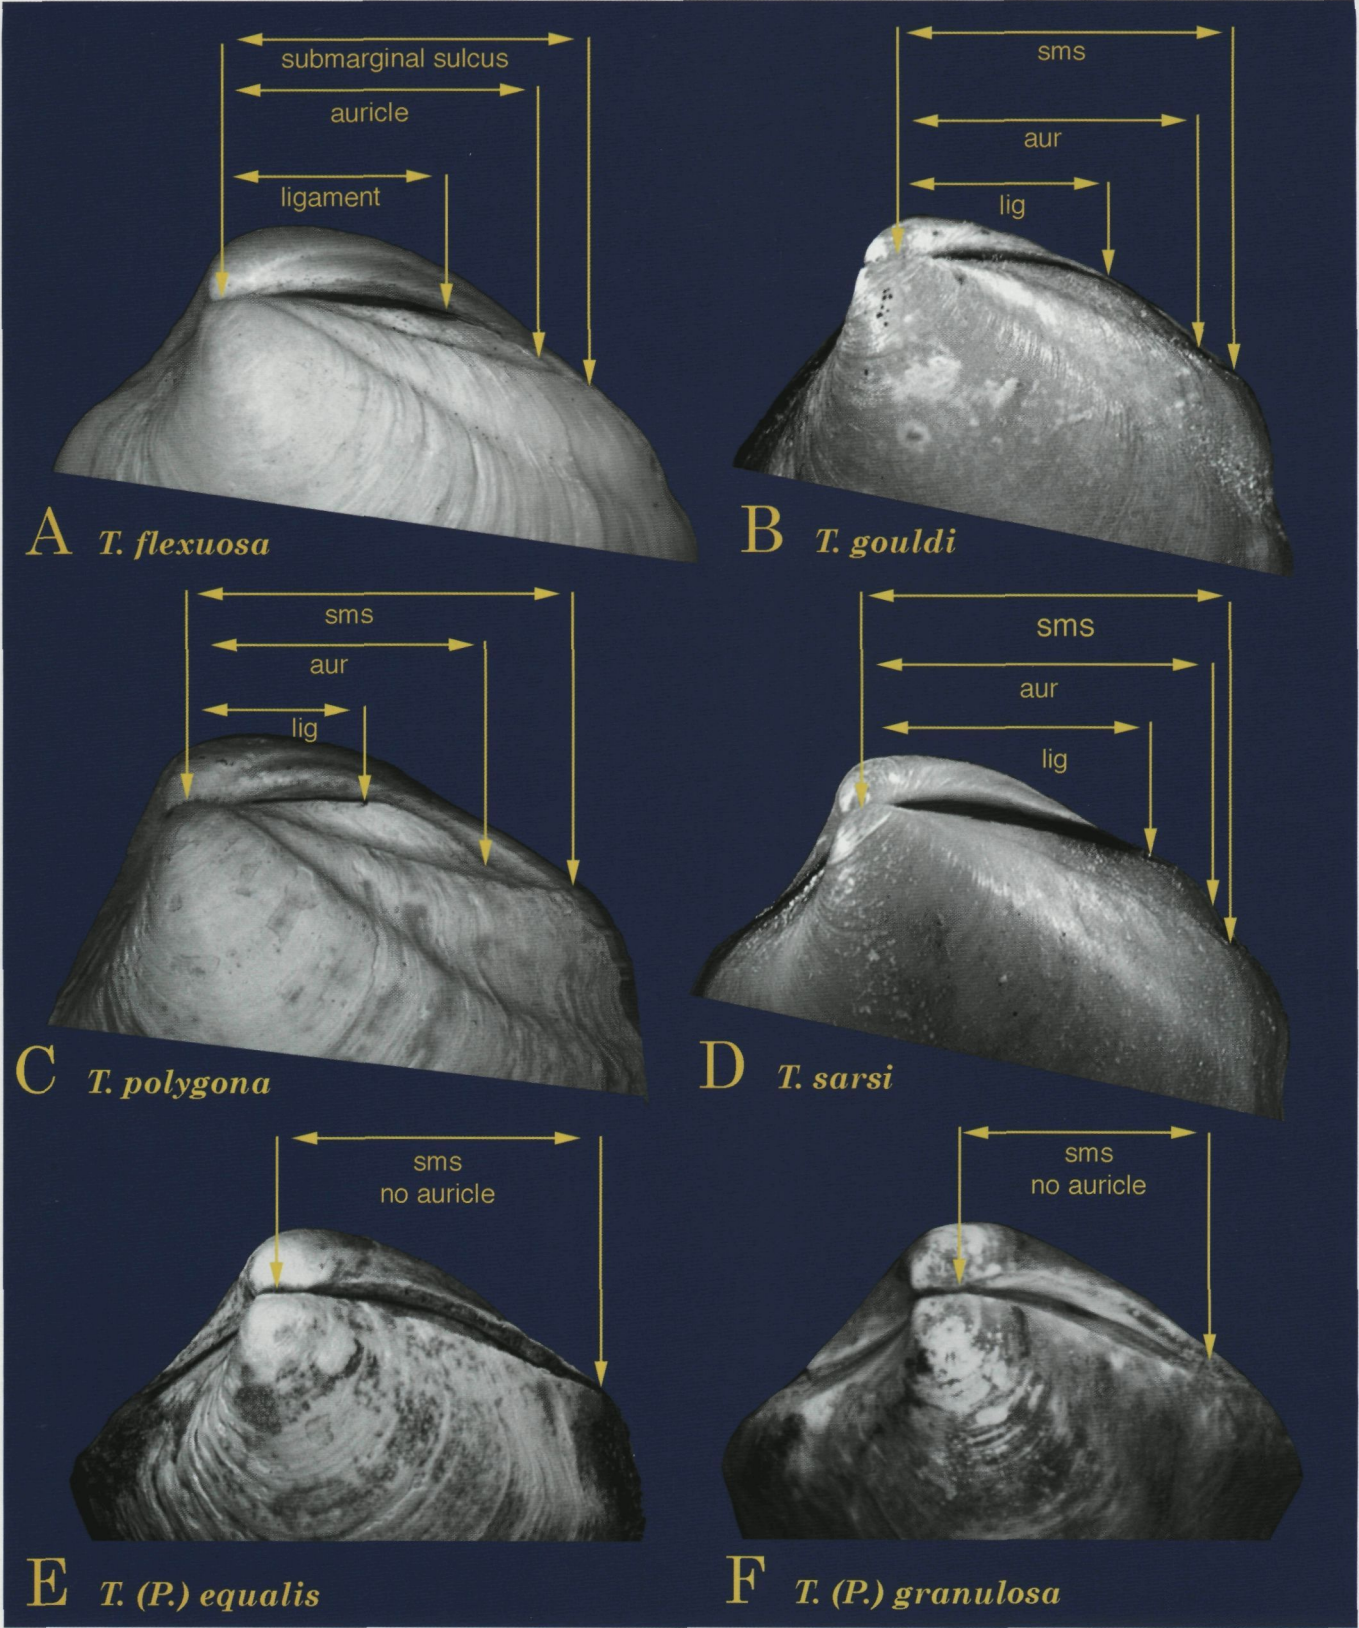 submarginal sulcus
auricle
ligament
A T. flexuosa
sms
aur
lig
B T. gouldi
sms
aur
lig
C T. polygona
sms
aur
lig
D T. sarsi
sms
no auricle
E T. (P.) equalis
sms
no auricle
F T. (P.) granulosa